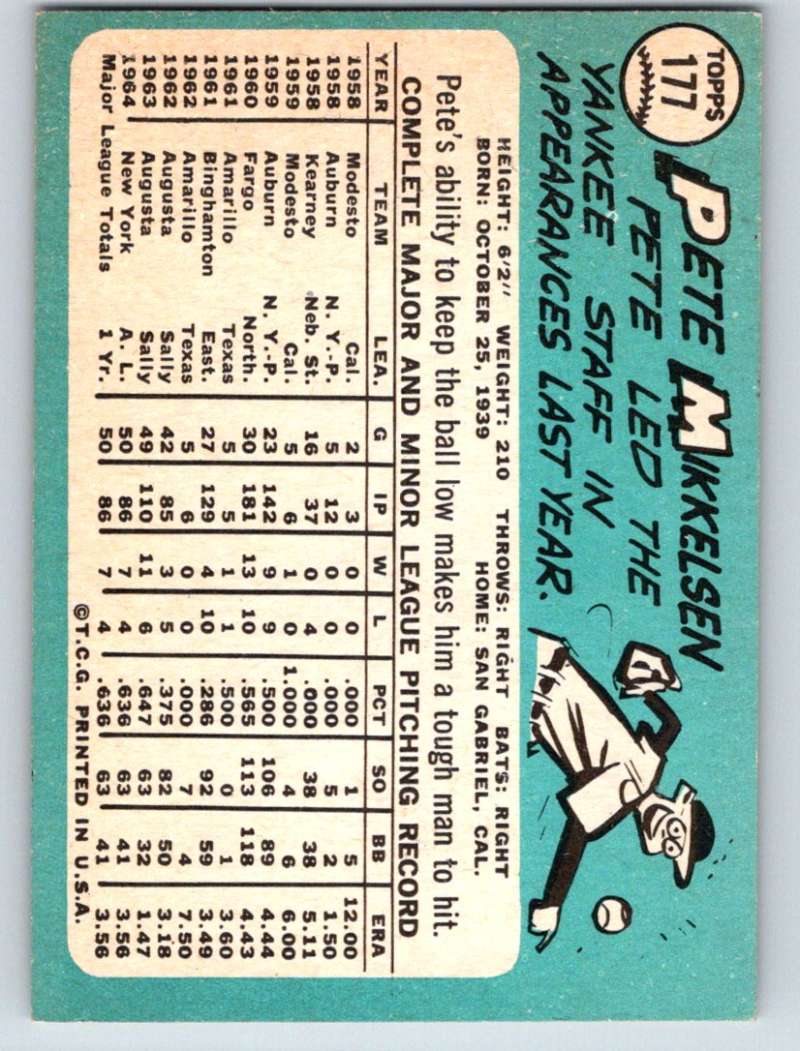 TOPPS
177
PETE MIKKELSEN
PETE LED THE
YANKEE STAFF IN
APPEARANCES LAST YEAR.
HEIGHT: 6'2" WEIGHT: 210 THROWS: RIGHT BATS: RIGHT
BORN: OCTOBER 25, 1939 HOME: SAN GABRIEL, CAL.
Pete's ability to keep the ball low makes him a tough man to hit.
COMPLETE MAJOR AND MINOR LEAGUE PITCHING RECORD
YEAR TEAM LEA. G IP W L PCT SO BB ERA
1958 Modesto Cal. 2 3 0 0 .000 1 5 12.00
1958 Auburn N. Y.-P. 5 12 0 0 .000 5 2 1.50
1958 Kearney Neb. St. 16 37 0 4 .000 38 38 5.11
1959 Modesto Cal. 5 6 1 0 1.000 4 6 6.00
1959 Auburn N. Y.-P. 23 142 9 9 .500 106 89 4.44
1960 Fargo North. 30 181 13 10 .565 113 118 4.43
1961 Amarillo Texas 5 5 1 1 .500 0 1 3.60
1961 Binghamton East. 27 129 4 10 .286 92 59 3.49
1962 Amarillo Texas 5 6 0 0 .000 7 4 7.50
1962 Augusta Sally 42 85 3 5 .375 82 50 3.18
1963 Augusta Sally 49 110 11 6 .647 63 32 1.47
1964 New York A. L. 50 86 7 4 .636 63 41 3.56
Major League Totals 1 Yr. 50 86 7 4 .636 63 41 3.56
©T.C.G. PRINTED IN U.S.A.